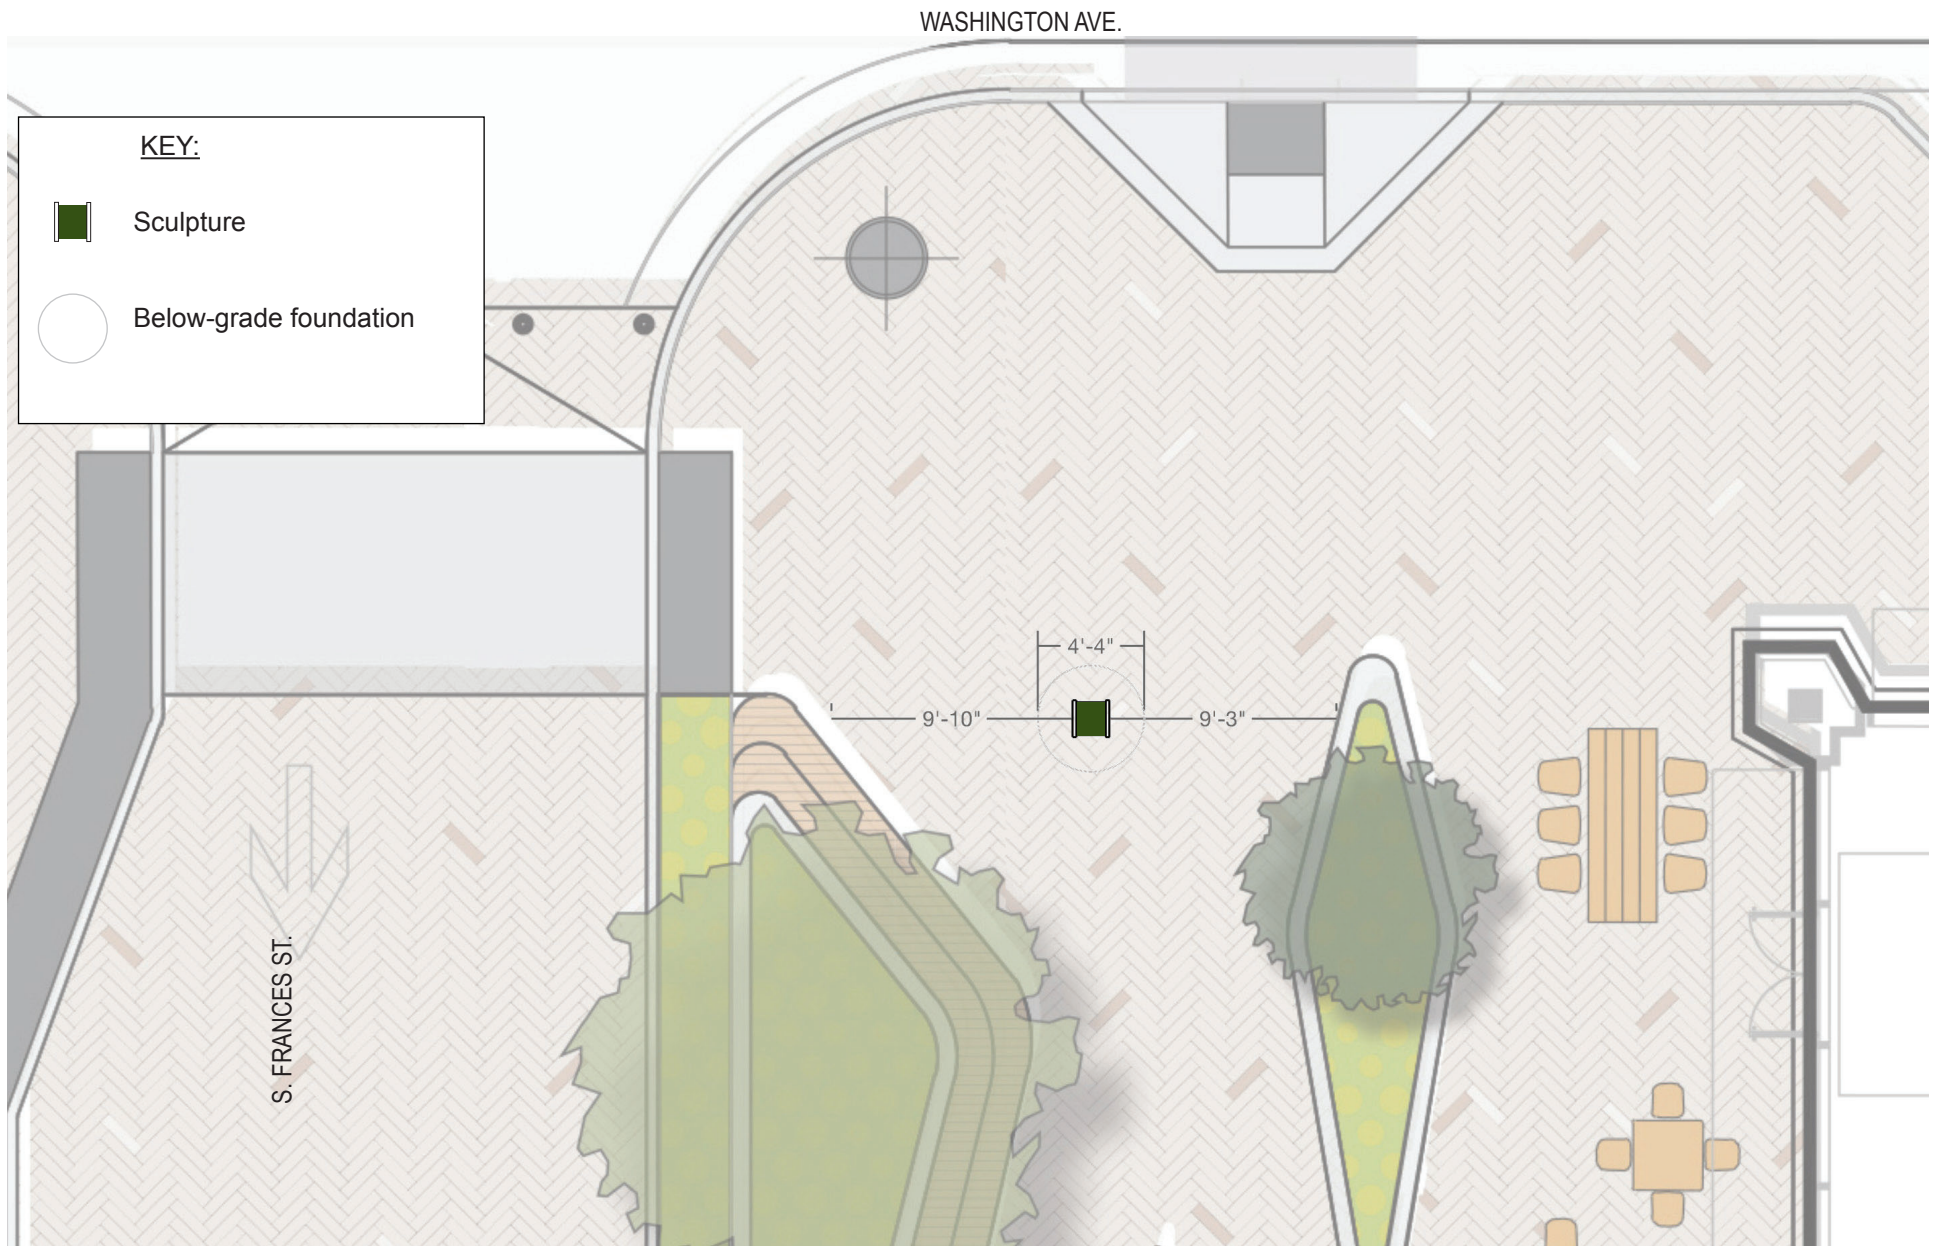 WASHINGTON AVE.
KEY:
Sculpture
Below-grade foundation
4'-4"
9'-10"
9'-3"
S. FRANCES ST.